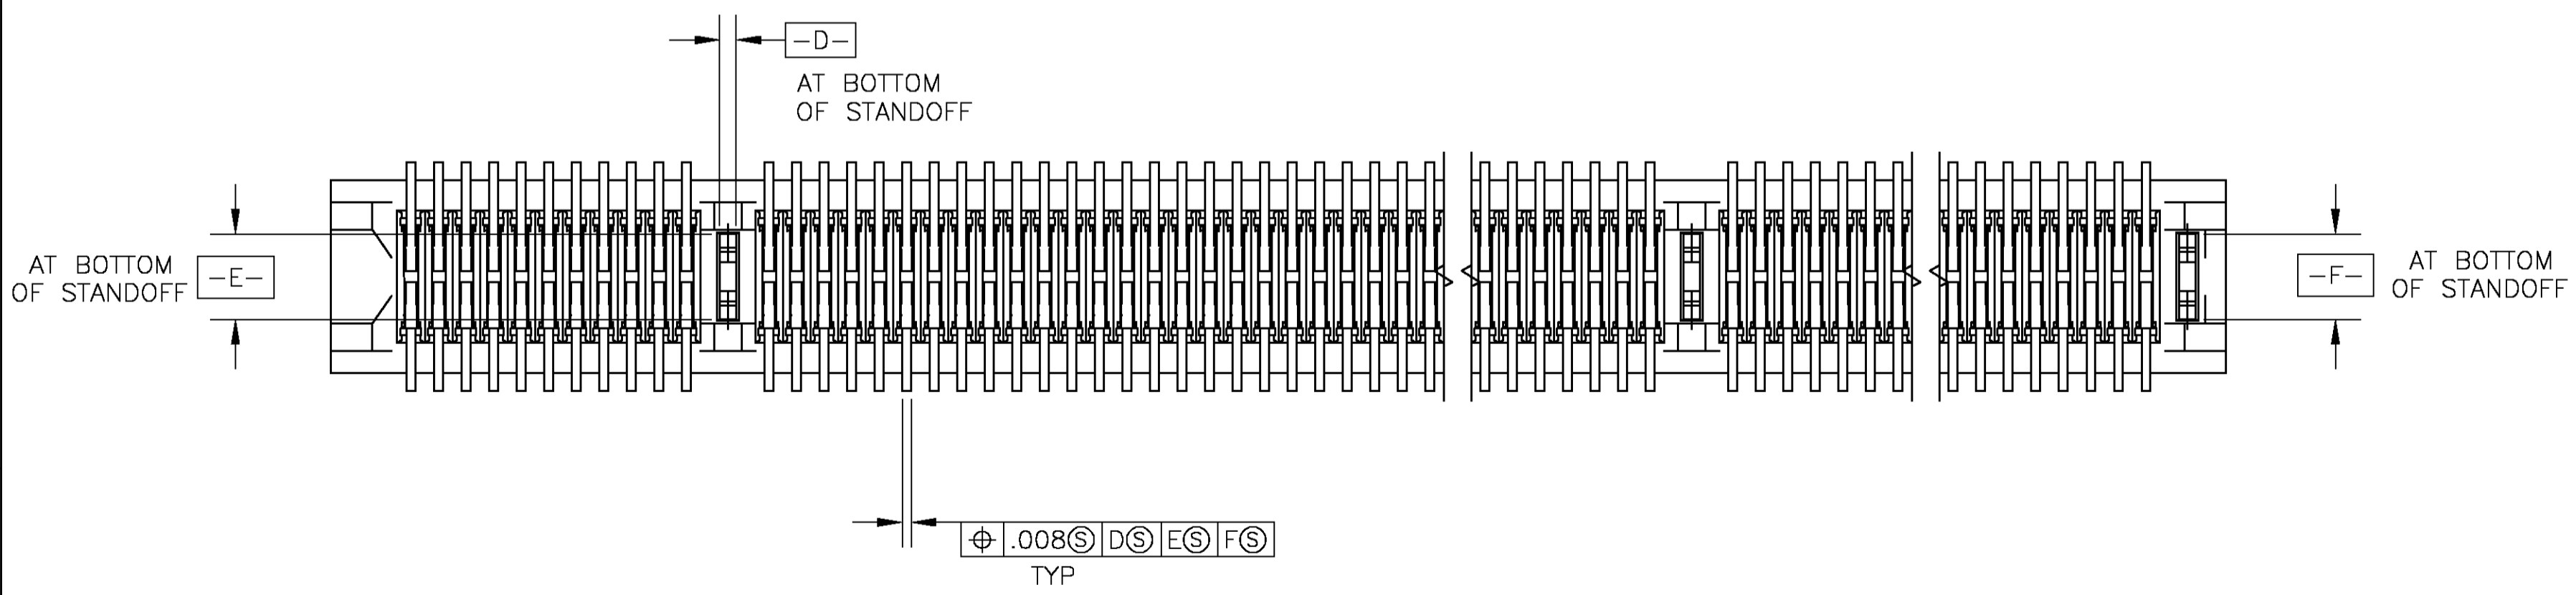 -D-
AT BOTTOM
OF STANDOFF
AT BOTTOM
OF STANDOFF
-E-
-F-
AT BOTTOM
OF STANDOFF
⌖ .008Ⓢ DⓈ EⓈ FⓈ
TYP